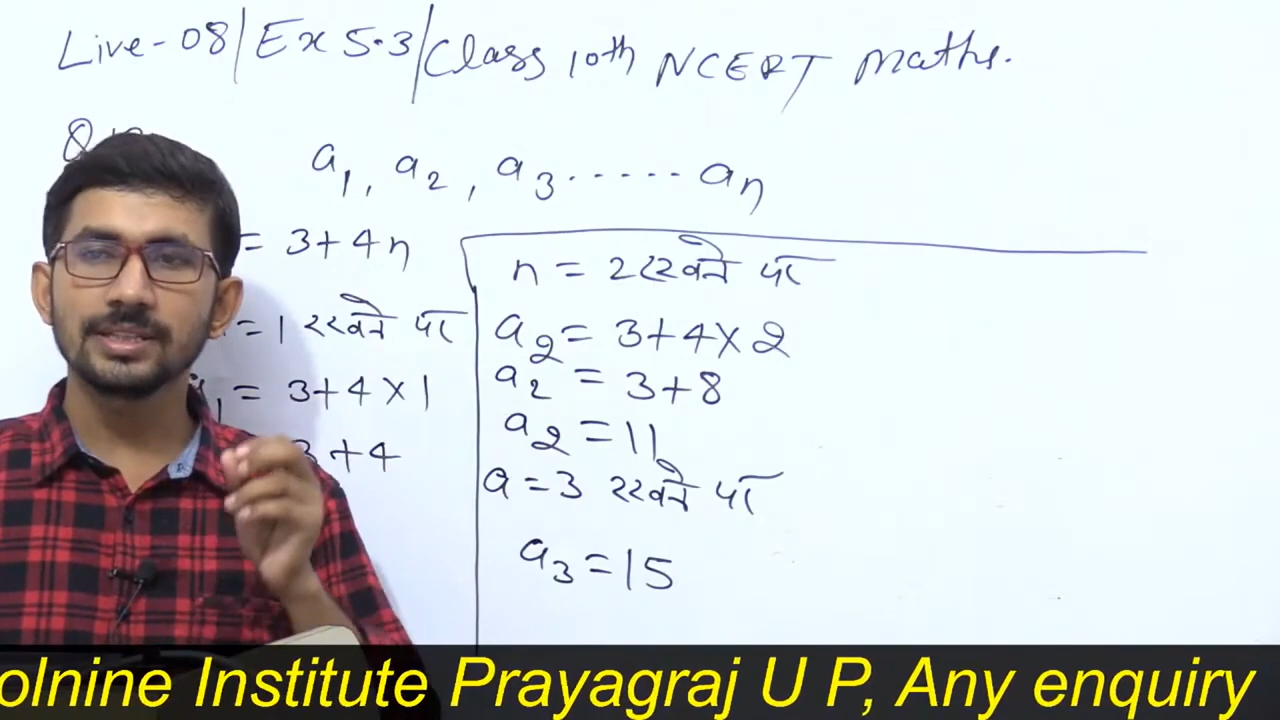 Live-08/Ex 5.3/Class 10th NCERT Maths.
a1, a2, a3 ...... an
= 3+4n
= 1 रखने पर
a1 = 3+4×1
3+4
n = 2 रखने पर
a2 = 3+4×2
a2 = 3+8
a2 = 11
a = 3 रखने पर
a3 = 15
olnine Institute Prayagraj U P, Any enquiry